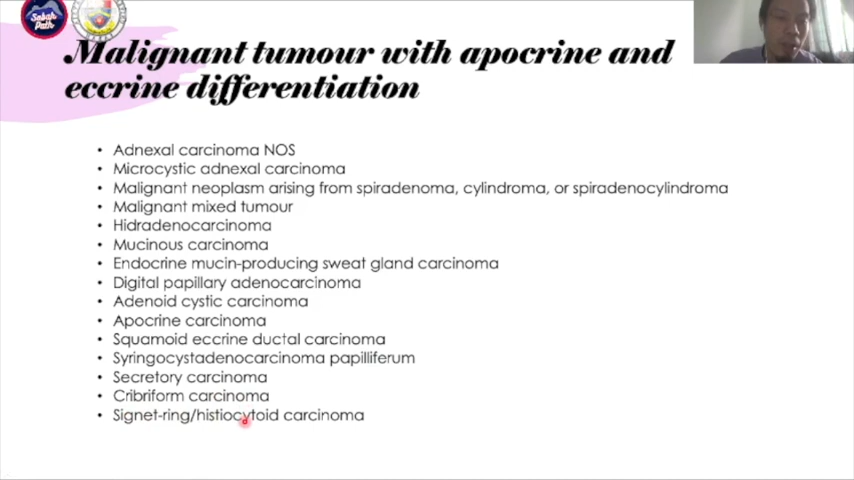 Sabah
Path
Malignant tumour with apocrine and
eccrine differentiation
• Adnexal carcinoma NOS
• Microcystic adnexal carcinoma
• Malignant neoplasm arising from spiradenoma, cylindroma, or spiradenocylindroma
• Malignant mixed tumour
• Hidradenocarcinoma
• Mucinous carcinoma
• Endocrine mucin-producing sweat gland carcinoma
• Digital papillary adenocarcinoma
• Adenoid cystic carcinoma
• Apocrine carcinoma
• Squamoid eccrine ductal carcinoma
• Syringocystadenocarcinoma papilliferum
• Secretory carcinoma
• Cribriform carcinoma
• Signet-ring/histiocytoid carcinoma